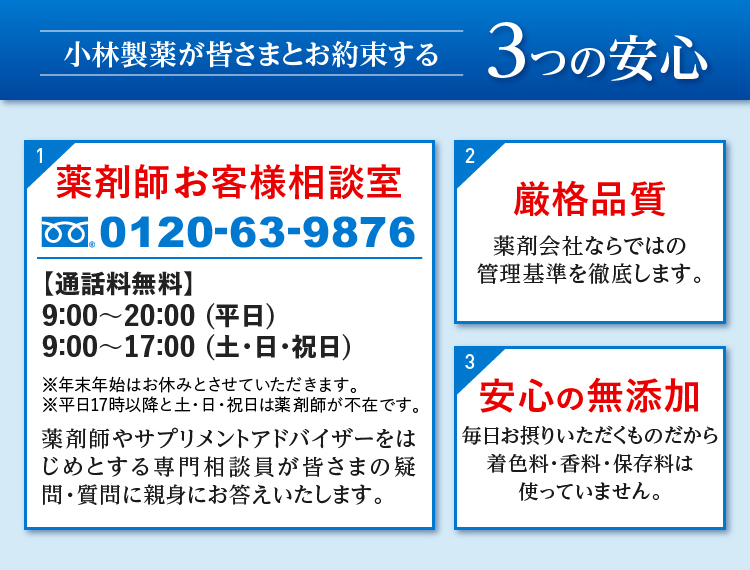 小林製薬が皆さまとお約束する 3つの安心
1
薬剤師お客様相談室
0120-63-9876
【通話料無料】
9:00～20:00 (平日)
9:00～17:00 (土・日・祝日)
※年末年始はお休みとさせていただきます。
※平日17時以降と土・日・祝日は薬剤師が不在です。
薬剤師やサプリメントアドバイザーをは
じめとする専門相談員が皆さまの疑
問・質問に親身にお答えいたします。
2
厳格品質
薬剤会社ならではの
管理基準を徹底します。
3
安心の無添加
毎日お摂りいただくものだから
着色料・香料・保存料は
使っていません。